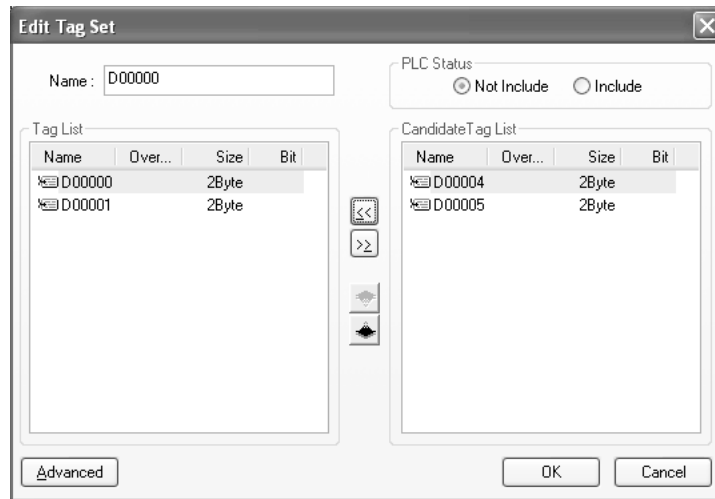 Edit Tag Set
Name : D00000
PLC Status
Not Include Include
Tag List
Name Over... Size Bit
D00000 2Byte
D00001 2Byte
<<
>>
CandidateTag List
Name Over... Size Bit
D00004 2Byte
D00005 2Byte
Advanced
OK Cancel